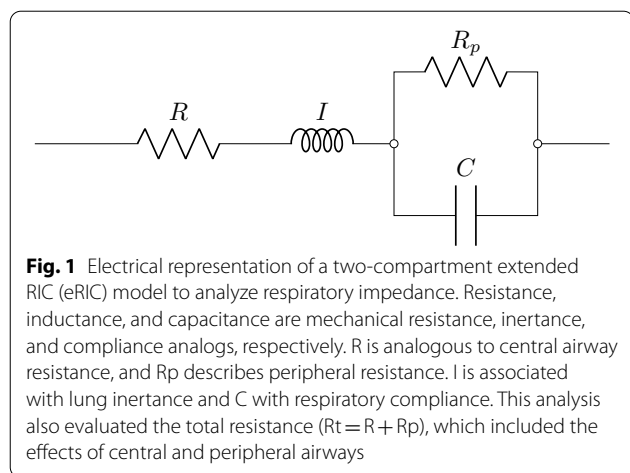 R
I
Rp
C
Fig. 1 Electrical representation of a two-compartment extended
RIC (eRIC) model to analyze respiratory impedance. Resistance,
inductance, and capacitance are mechanical resistance, inertance,
and compliance analogs, respectively. R is analogous to central airway
resistance, and Rp describes peripheral resistance. I is associated
with lung inertance and C with respiratory compliance. This analysis
also evaluated the total resistance (Rt = R + Rp), which included the
effects of central and peripheral airways